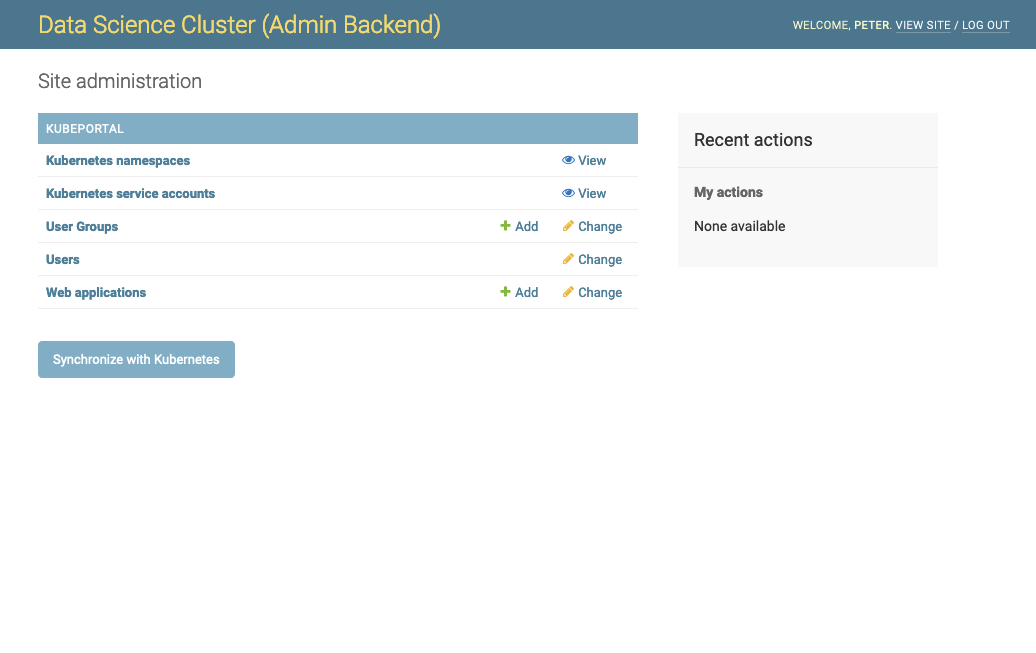 Data Science Cluster (Admin Backend)
WELCOME, PETER. VIEW SITE / LOG OUT
Site administration
KUBEPORTAL
Kubernetes namespaces View
Kubernetes service accounts View
User Groups Add Change
Users Change
Web applications Add Change
Synchronize with Kubernetes
Recent actions
My actions
None available